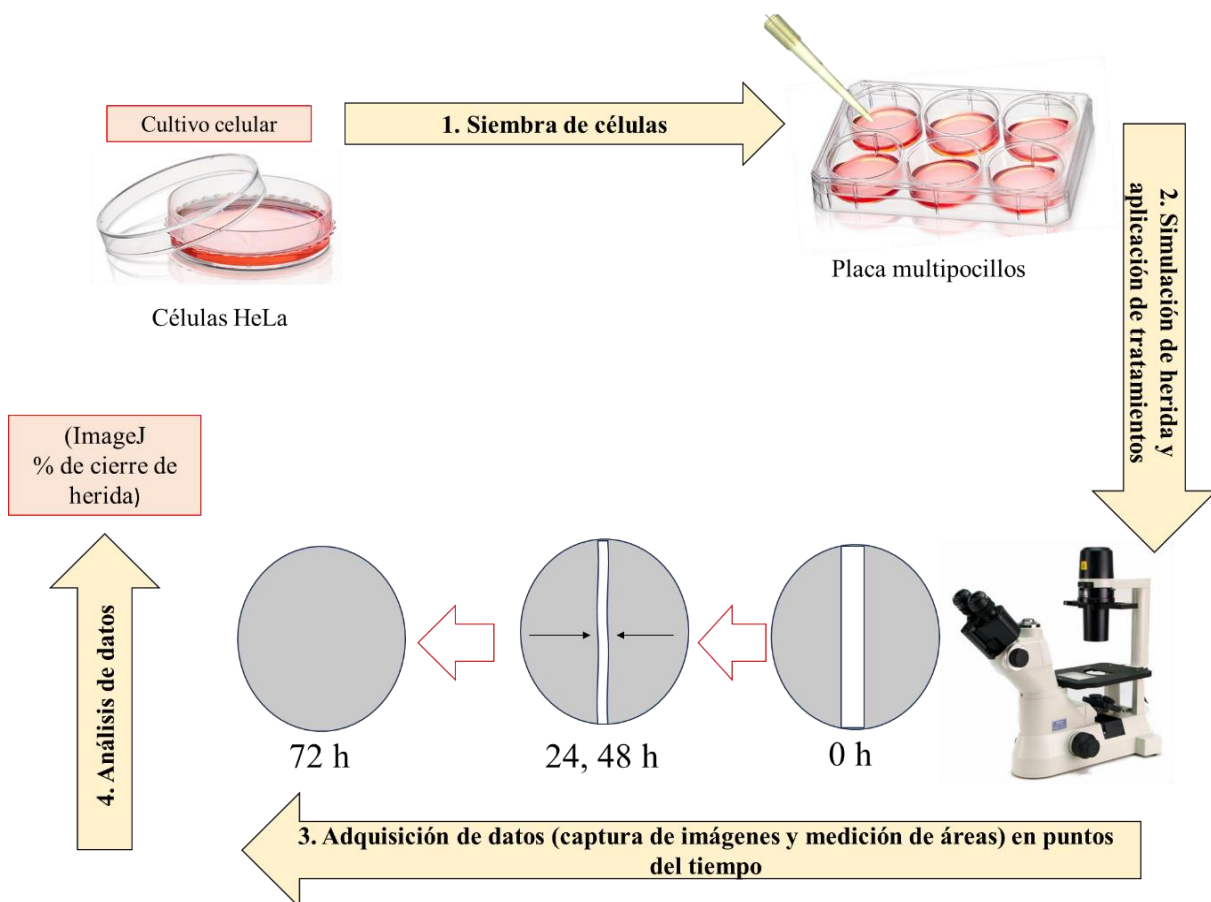 Cultivo celular
Células HeLa
1. Siembra de células
Placa multipocillos
2. Simulación de herida y
aplicación de tratamientos
0 h
24, 48 h
72 h
3. Adquisición de datos (captura de imágenes y medición de áreas) en puntos
del tiempo
4. Análisis de datos
(ImageJ
% de cierre de
herida)